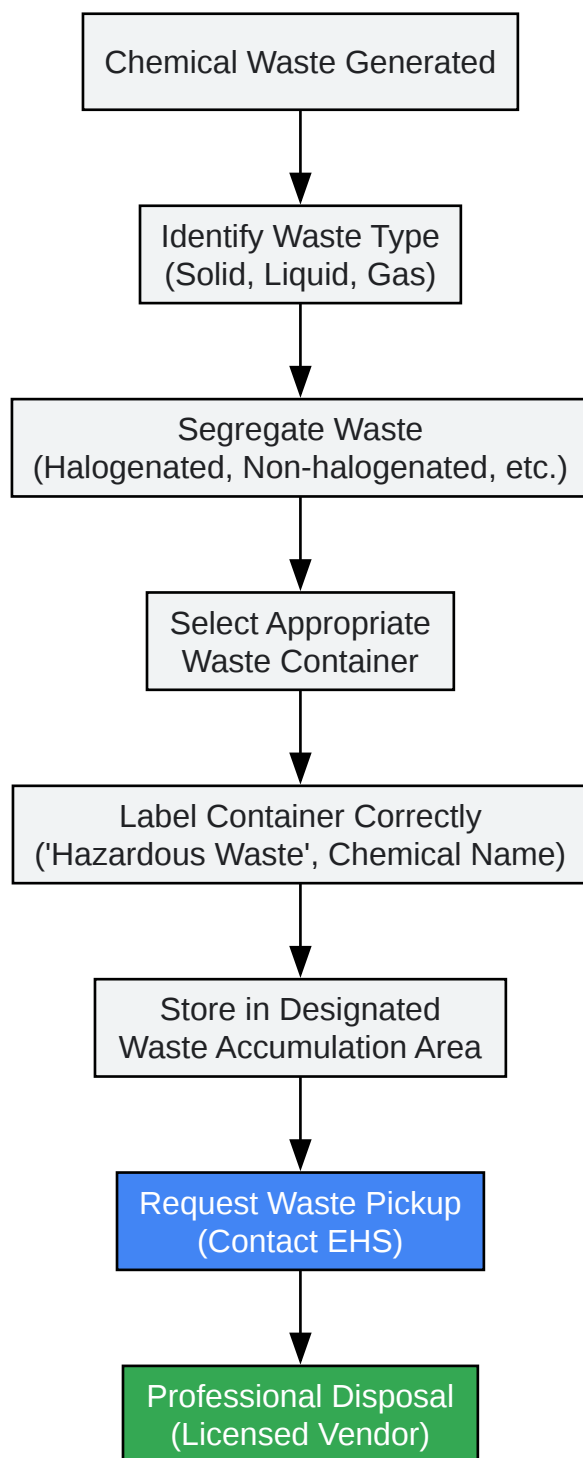 Chemical Waste Generated
Identify Waste Type
(Solid, Liquid, Gas)
Segregate Waste
(Halogenated, Non-halogenated, etc.)
Select Appropriate
Waste Container
Label Container Correctly
('Hazardous Waste', Chemical Name)
Store in Designated
Waste Accumulation Area
Request Waste Pickup
(Contact EHS)
Professional Disposal
(Licensed Vendor)